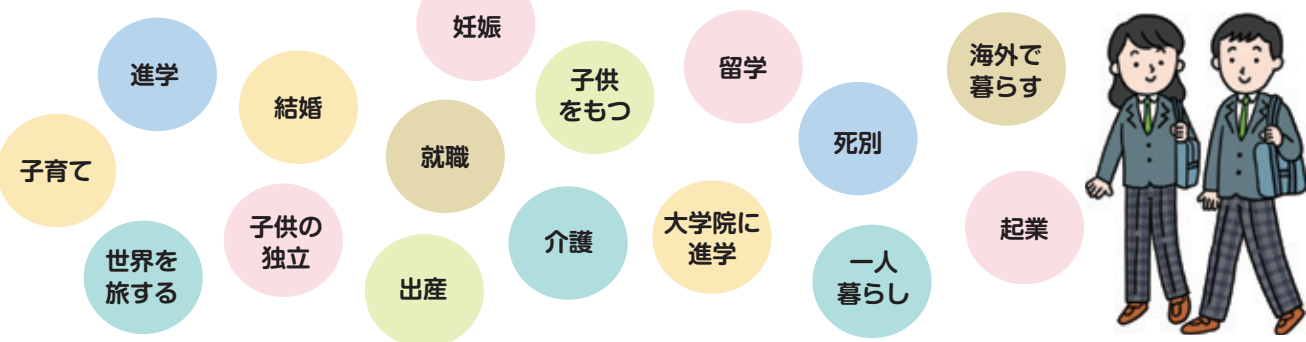 妊娠
進学
結婚
子供
をもつ
留学
海外で
暮らす
子育て
就職
死別
世界を
旅する
子供の
独立
出産
介護
大学院に
進学
一人
暮らし
起業